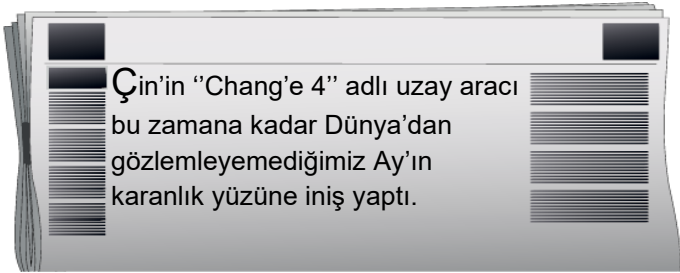 Çin’in ‘’Chang’e 4’’ adlı uzay aracı
bu zamana kadar Dünya’dan
gözlemleyemediğimiz Ay’ın
karanlık yüzüne iniş yaptı.